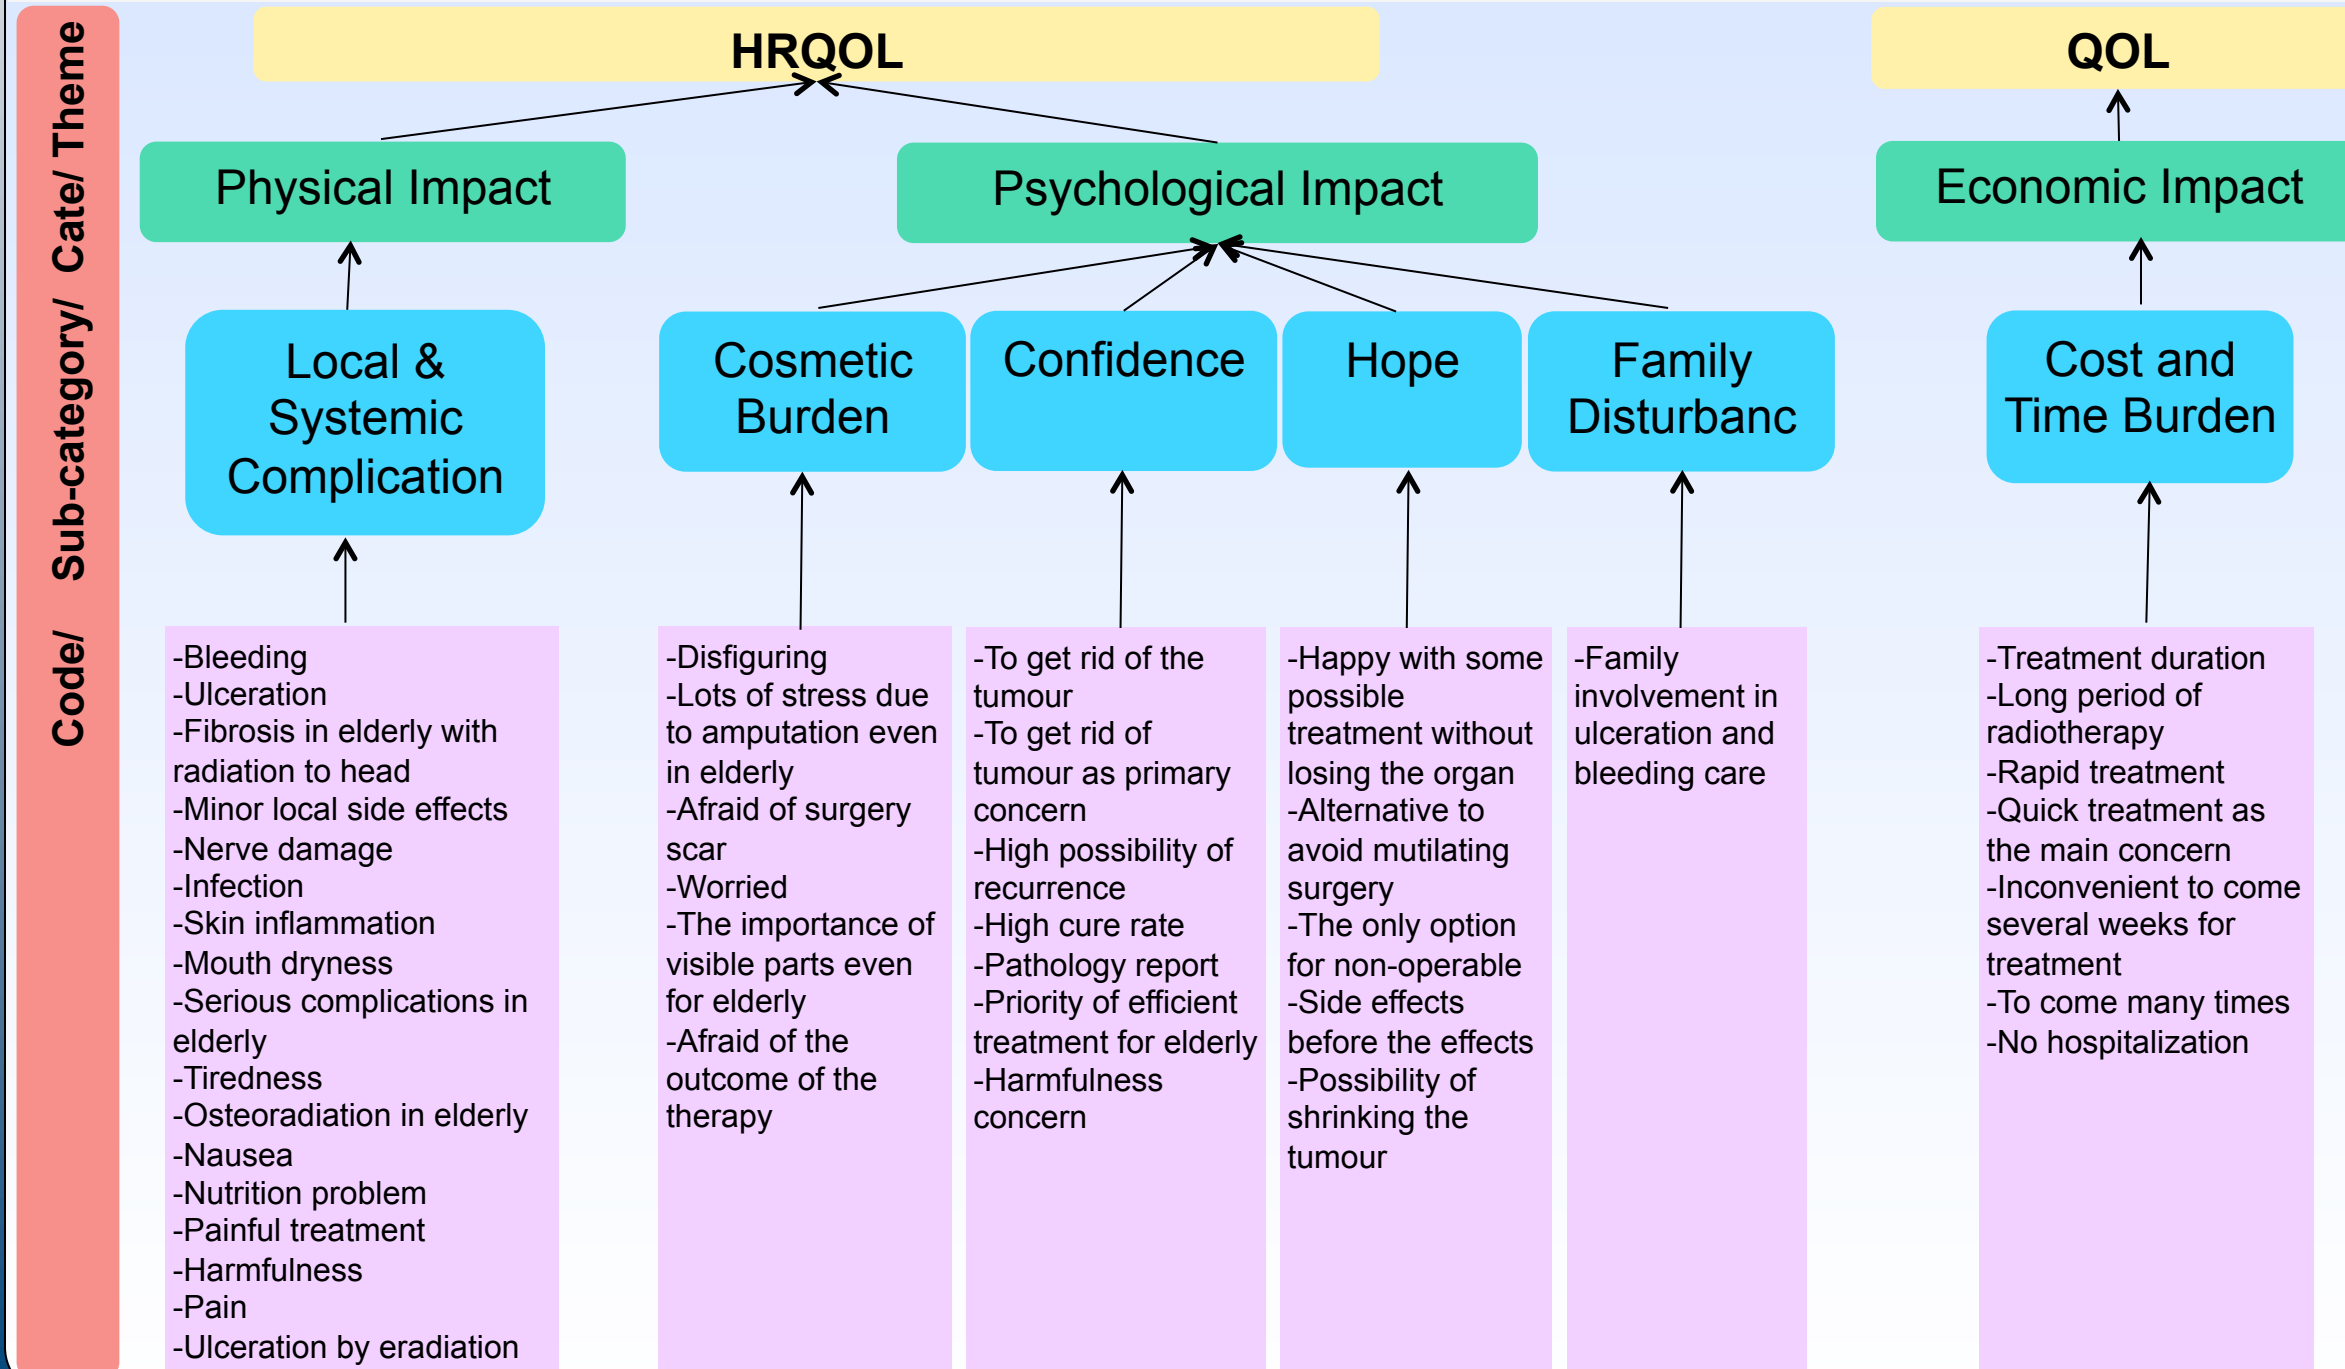 Code/ Sub-category/ Cate/ Theme
HRQOL
QOL
Physical Impact
Psychological Impact
Economic Impact
Local &
Systemic
Complication
Cosmetic
Burden
Confidence
Hope
Family
Disturbanc
Cost and
Time Burden
-Bleeding
-Ulceration
-Fibrosis in elderly with
radiation to head
-Minor local side effects
-Nerve damage
-Infection
-Skin inflammation
-Mouth dryness
-Serious complications in
elderly
-Tiredness
-Osteoradiation in elderly
-Nausea
-Nutrition problem
-Painful treatment
-Harmfulness
-Pain
-Ulceration by eradiation
-Disfiguring
-Lots of stress due
to amputation even
in elderly
-Afraid of surgery
scar
-Worried
-The importance of
visible parts even
for elderly
-Afraid of the
outcome of the
therapy
-To get rid of the
tumour
-To get rid of
tumour as primary
concern
-High possibility of
recurrence
-High cure rate
-Pathology report
-Priority of efficient
treatment for elderly
-Harmfulness
concern
-Happy with some
possible
treatment without
losing the organ
-Alternative to
avoid mutilating
surgery
-The only option
for non-operable
-Side effects
before the effects
-Possibility of
shrinking the
tumour
-Family
involvement in
ulceration and
bleeding care
-Treatment duration
-Long period of
radiotherapy
-Rapid treatment
-Quick treatment as
the main concern
-Inconvenient to come
several weeks for
treatment
-To come many times
-No hospitalization